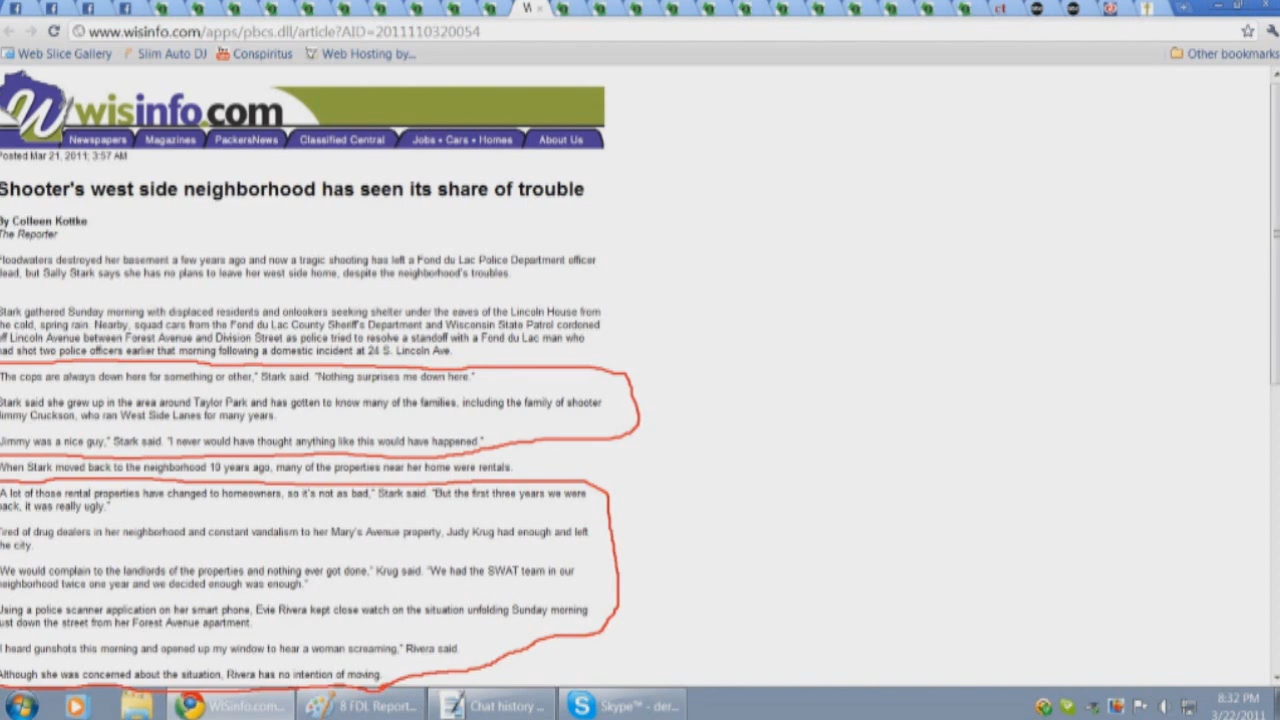 www.wisinfo.com/apps/pbcs.dll/article?AID=2011110320054
Web Slice Gallery Slim Auto DJ Conspiritus Web Hosting by... Other bookmarks
W wisinfo.com
Newspapers Magazines PackersNews Classified Central Jobs • Cars • Homes About Us
Posted Mar 21, 2011; 3:57 AM
Shooter's west side neighborhood has seen its share of trouble
By Colleen Kottke
The Reporter
Floodwaters destroyed her basement a few years ago and now a tragic shooting has left a Fond du Lac Police Department officer
dead, but Sally Stark says she has no plans to leave her west side home, despite the neighborhood's troubles.
Stark gathered Sunday morning with displaced residents and onlookers seeking shelter under the eaves of the Lincoln House from
the cold, spring rain. Nearby, squad cars from the Fond du Lac County Sheriff's Department and Wisconsin State Patrol cordoned
off Lincoln Avenue between Forest Avenue and Division Street as police tried to resolve a standoff with a Fond du Lac man who
had shot two police officers earlier that morning following a domestic incident at 24 S. Lincoln Ave.
"The cops are always down here for something or other," Stark said. "Nothing surprises me down here."
Stark said she grew up in the area around Taylor Park and has gotten to know many of the families, including the family of shooter
Jimmy Cruckson, who ran West Side Lanes for many years.
"Jimmy was a nice guy," Stark said. "I never would have thought anything like this would have happened."
When Stark moved back to the neighborhood 10 years ago, many of the properties near her home were rentals.
"A lot of those rental properties have changed to homeowners, so it's not as bad," Stark said. "But the first three years we were
back, it was really ugly."
Tired of drug dealers in her neighborhood and constant vandalism to her Mary's Avenue property, Judy Krug had enough and left
the city.
"We would complain to the landlords of the properties and nothing ever got done," Krug said. "We had the SWAT team in our
neighborhood twice one year and we decided enough was enough."
Using a police scanner application on her smart phone, Evie Rivera kept close watch on the situation unfolding Sunday morning
just down the street from her Forest Avenue apartment.
"I heard gunshots this morning and opened up my window to hear a woman screaming," Rivera said.
Although she was concerned about the situation, Rivera has no intention of moving.
WISinfo.com... 8 FDL Report... Chat history ... Skype™ - der... 8:32 PM
3/22/2011